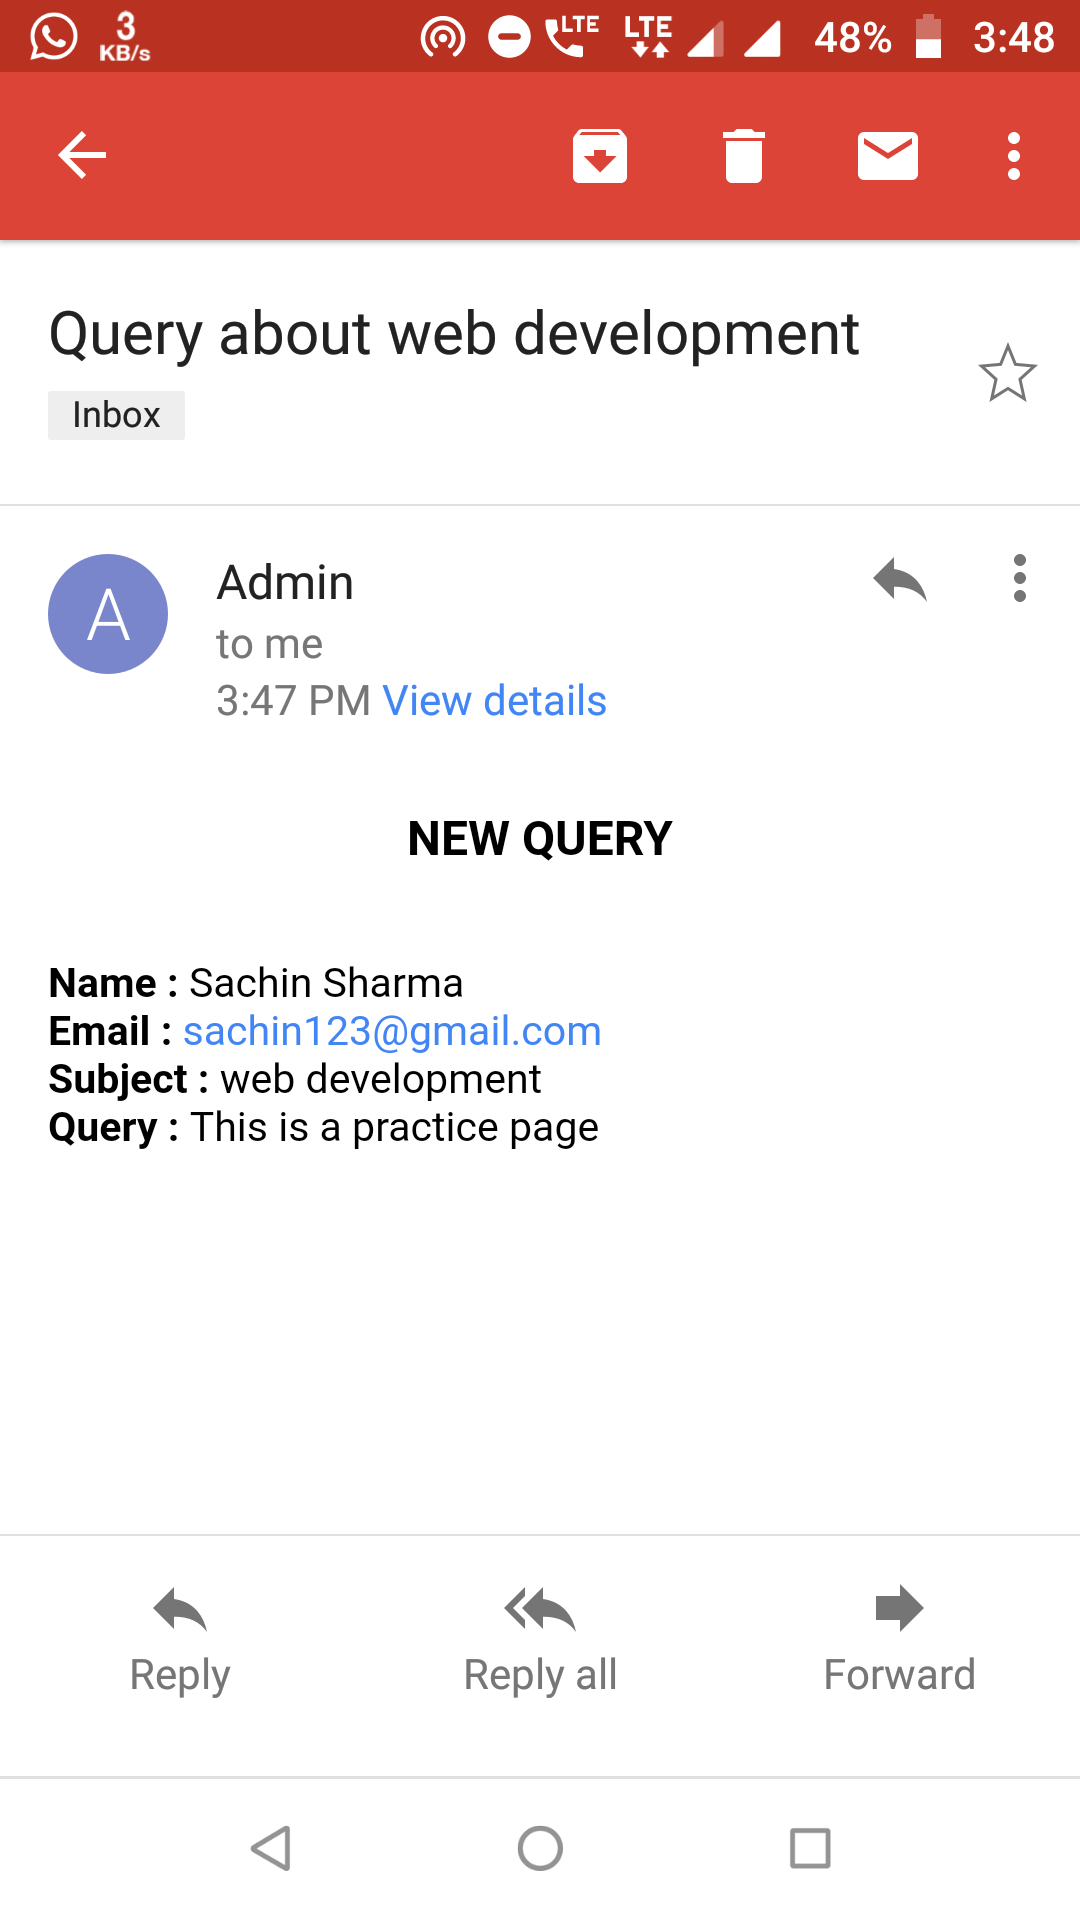 3
KB/s
LTE
LTE
48%
3:48
Query about web development
Inbox
A
Admin
to me
3:47 PM View details
NEW QUERY
Name : Sachin Sharma
Email : sachin123@gmail.com
Subject : web development
Query : This is a practice page
Reply
Reply all
Forward